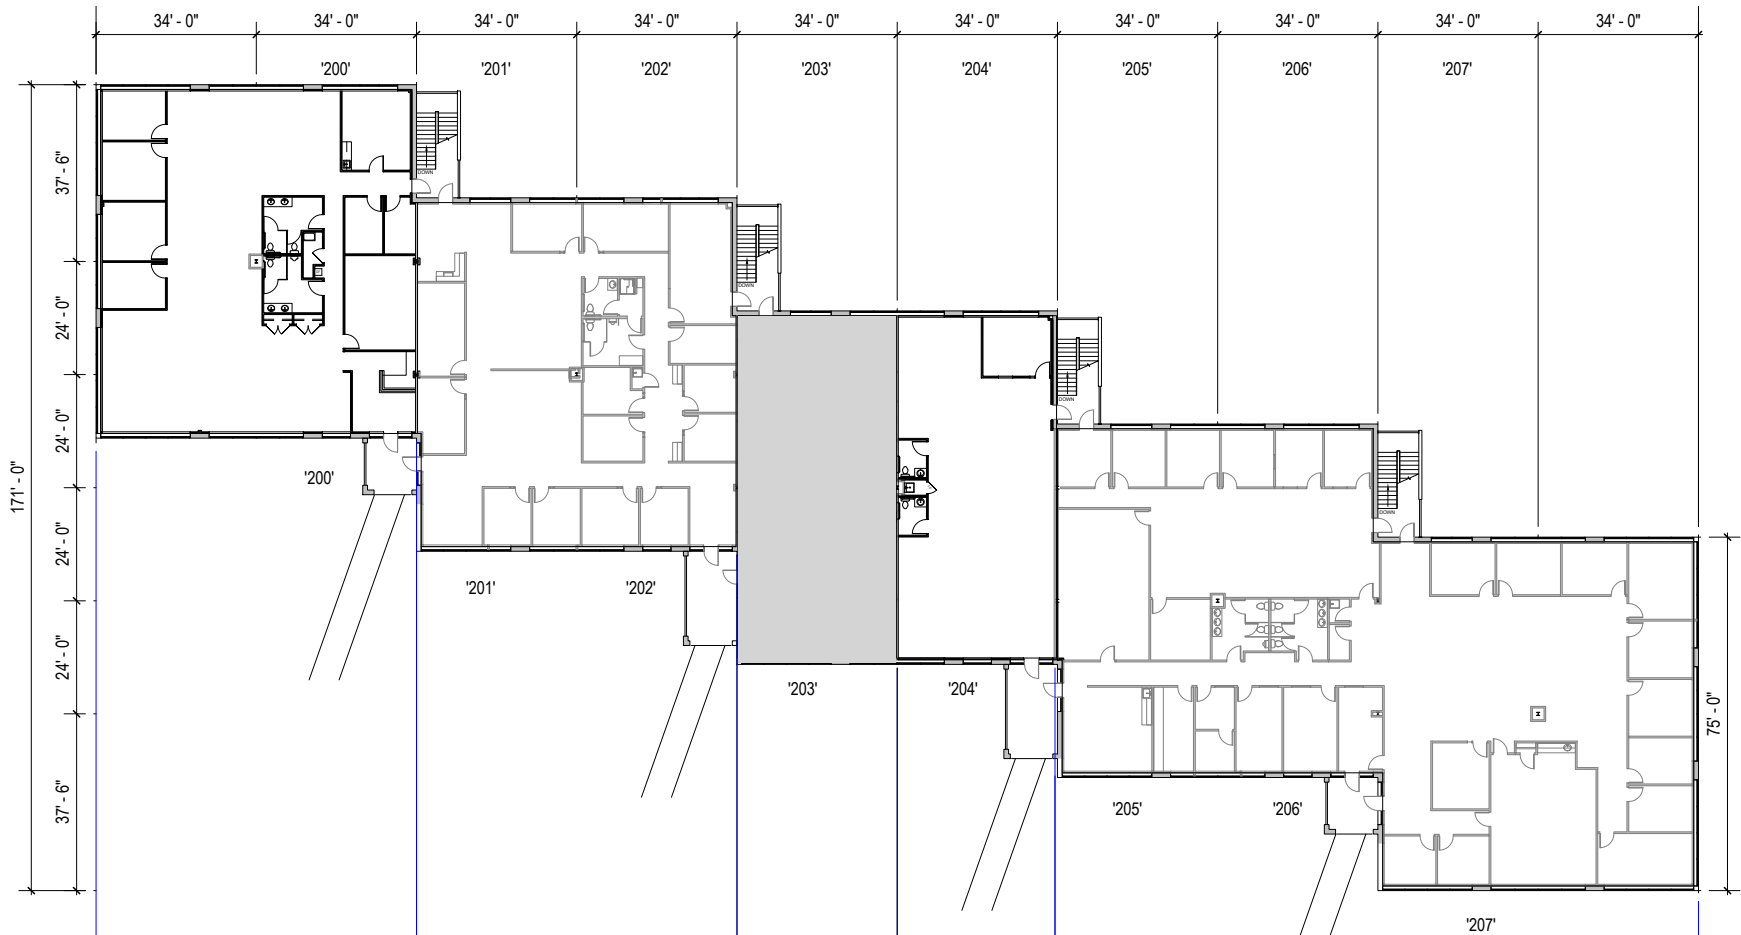 34' - 0" 34' - 0" 34' - 0" 34' - 0" 34' - 0" 34' - 0" 34' - 0" 34' - 0" 34' - 0" 34' - 0"
'200' '201' '202' '203' '204' '205' '206' '207'
37' - 6"
DOWN
DOWN
24' - 0"
DOWN
24' - 0"
171' - 0"
'200'
DOWN
24' - 0"
'201' '202'
24' - 0"
'203' '204'
75' - 0"
37' - 6"
'205' '206'
'207'